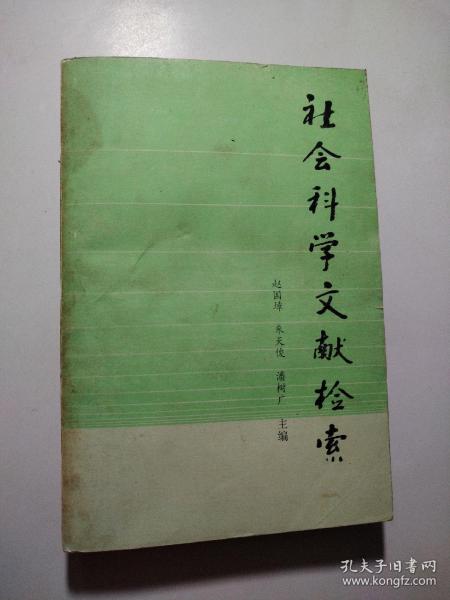 社会科学文献检索
赵国璋 朱天俊 潘树广 主编
孔夫子旧书网
www.kongfz.com